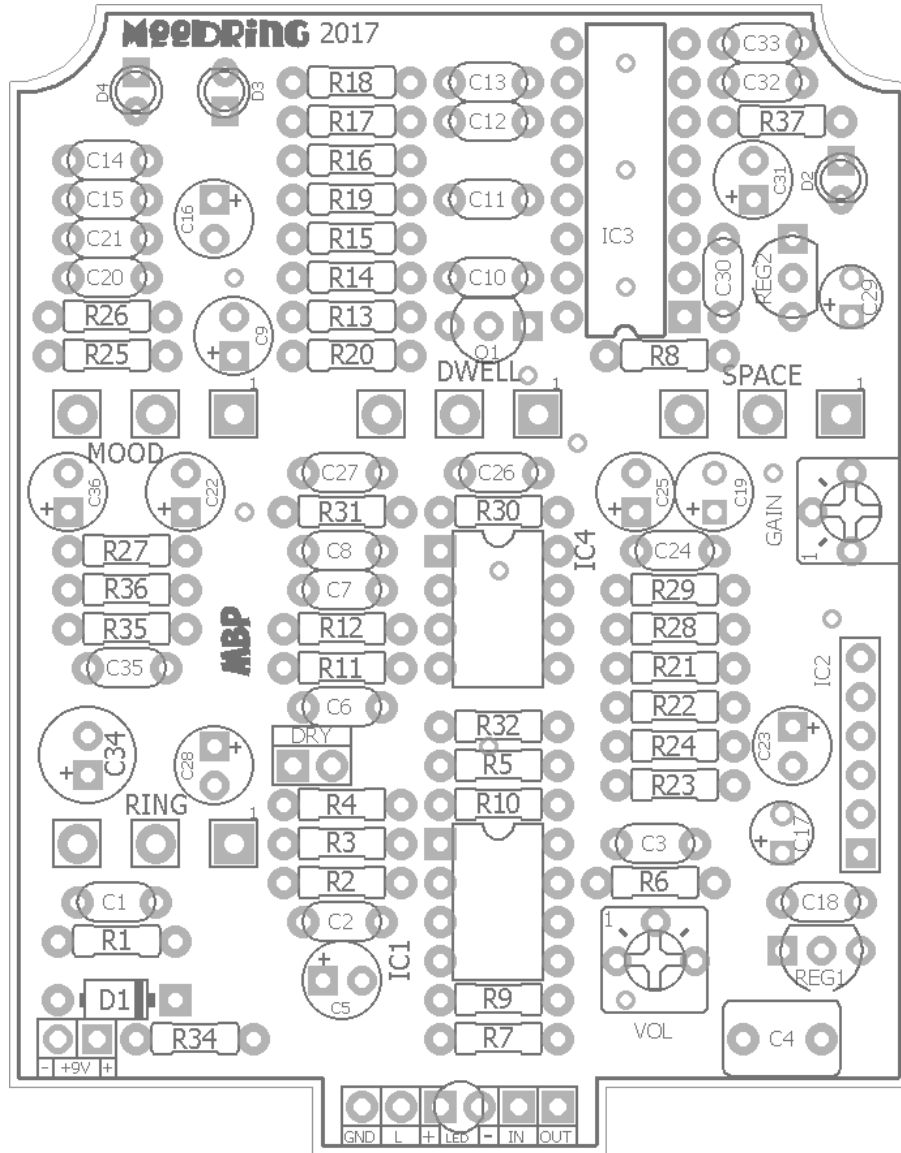 MOODRING 2017
C33
D4
D3
R18
C13
C32
R17
C12
R37
C14
R16
C31
D2
C15
C16
R19
C11
C21
R15
IC3
C20
R14
C10
C30
REG2
C29
R26
C9
R13
Q1
R25
R20
R8
DWELL
SPACE
1
1
1
MOOD
C36
C22
C27
C26
C25
C19
GAIN
R31
R30
1
R27
C8
IC4
C24
R36
C7
R29
R35
MBP
R12
R28
C35
R11
R21
IC2
C6
R22
C34
C28
DRY
R32
R24
C23
R5
R23
RING
1
R4
R10
C17
R3
C3
R2
R6
C1
C2
1
C18
R1
IC1
REG1
D1
C5
R9
R34
R7
VOL
C4
- +9V +
GND L + LED - IN OUT
+
+
+
+
+
+
+
+
+
+
+
+
+